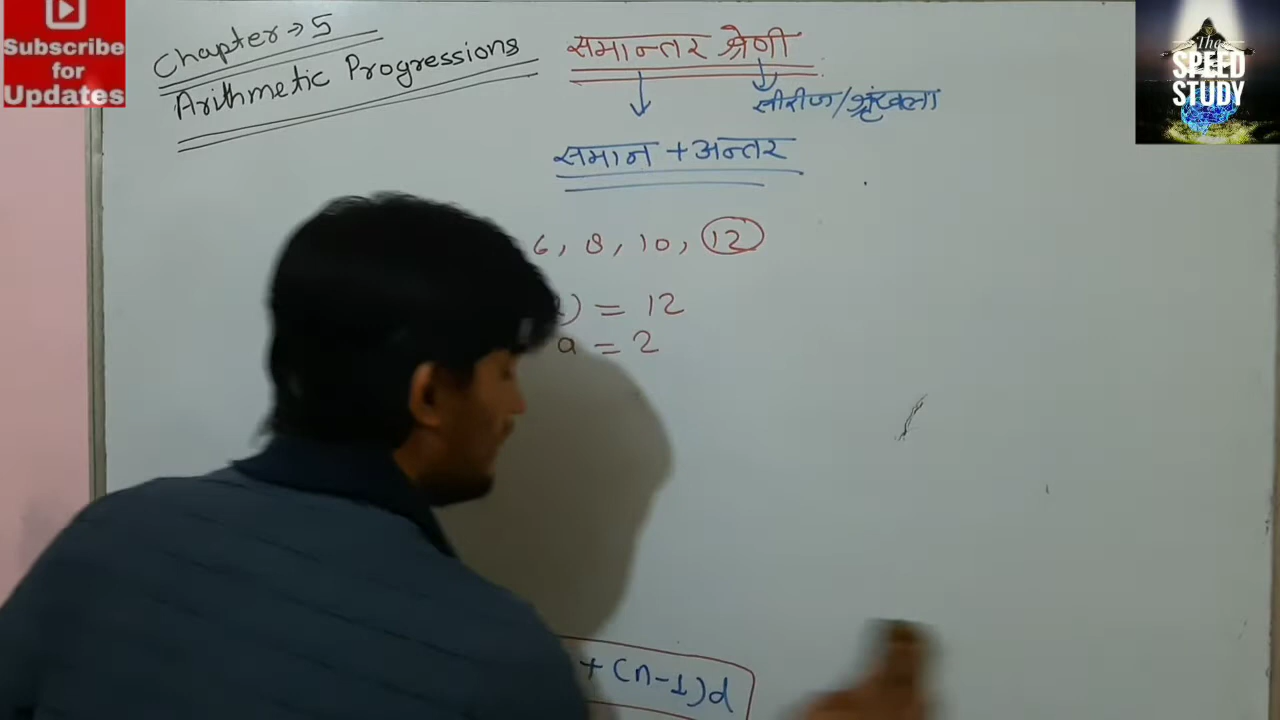 Subscribe
for
Updates
Chapter → 5
Arithmetic Progressions
समान्तर श्रेणी
सीरीज/श्रृंखला
समान + अन्तर
6, 8, 10, 12
) = 12
a = 2
+ (n-1)d
The
SPEED
STUDY